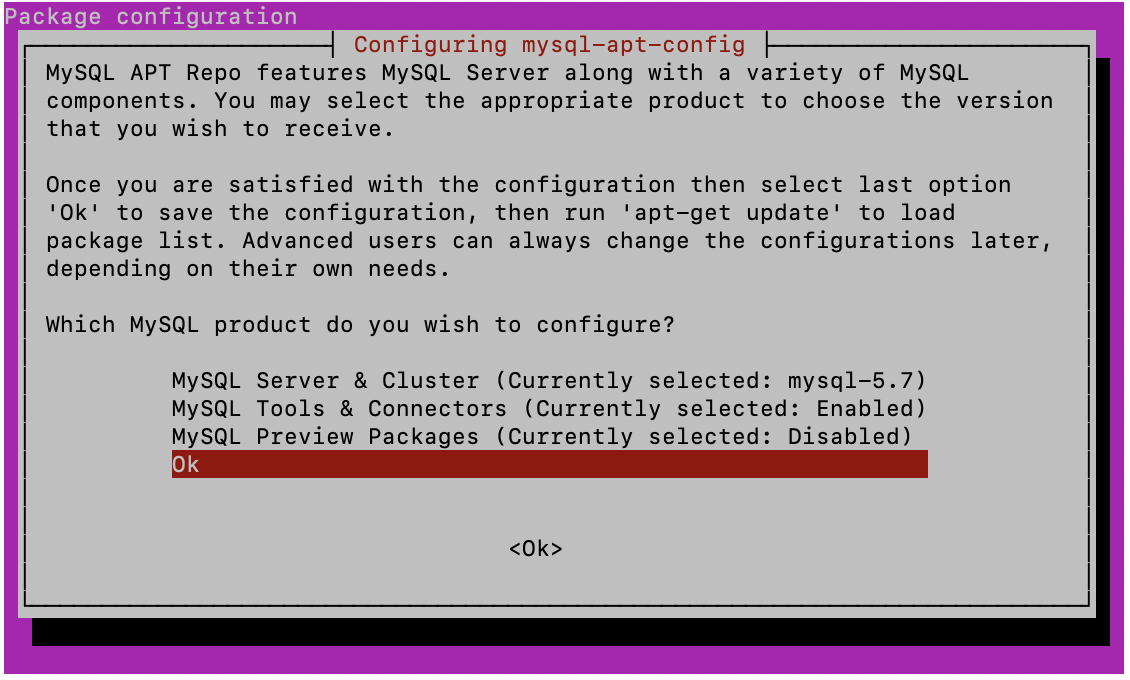 Package configuration
Configuring mysql-apt-config
MySQL APT Repo features MySQL Server along with a variety of MySQL
components. You may select the appropriate product to choose the version
that you wish to receive.
Once you are satisfied with the configuration then select last option
'Ok' to save the configuration, then run 'apt-get update' to load
package list. Advanced users can always change the configurations later,
depending on their own needs.
Which MySQL product do you wish to configure?
MySQL Server & Cluster (Currently selected: mysql-5.7)
MySQL Tools & Connectors (Currently selected: Enabled)
MySQL Preview Packages (Currently selected: Disabled)
Ok
<Ok>